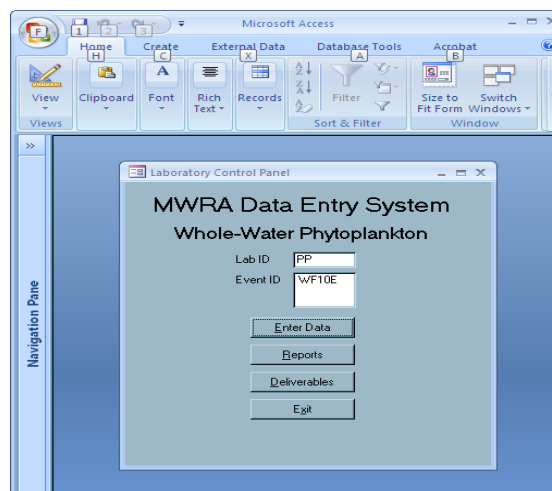 Microsoft Access
F 1 2 3
Home Create External Data Database Tools Acrobat
H C X A B
View Clipboard Font Rich Text Records Filter Size to Fit Form Switch Windows
Views Sort & Filter Window
»
Navigation Pane
Laboratory Control Panel
MWRA Data Entry System
Whole-Water Phytoplankton
Lab ID PP
Event ID WF10E
Enter Data
Reports
Deliverables
Exit